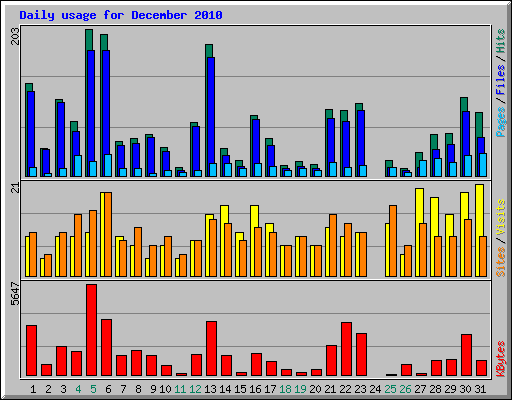 Daily usage for December 2010
203
21
5647
Pages / Files / Hits
Sites / Visits
KBytes
1 2 3 4 5 6 7 8 9 10 11 12 13 14 15 16 17 18 19 20 21 22 23 24 25 26 27 28 29 30 31